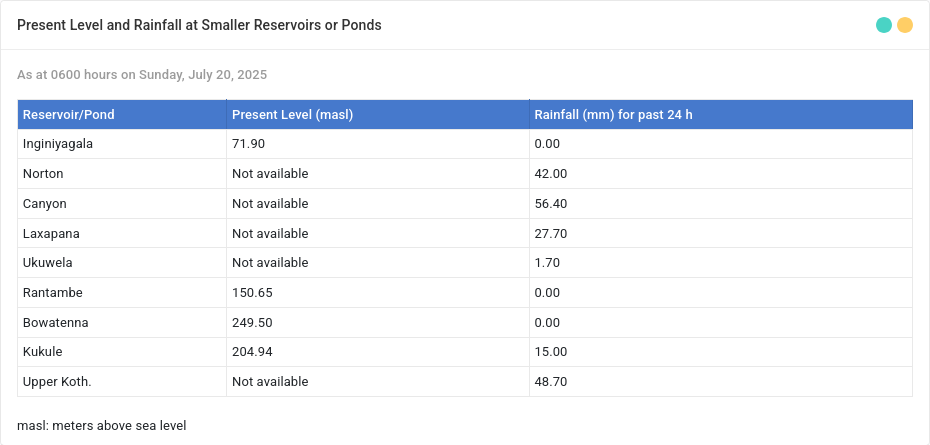 Present Level and Rainfall at Smaller Reservoirs or Ponds
As at 0600 hours on Sunday, July 20, 2025
Reservoir/Pond Present Level (masl) Rainfall (mm) for past 24 h
Inginiyagala 71.90 0.00
Norton Not available 42.00
Canyon Not available 56.40
Laxapana Not available 27.70
Ukuwela Not available 1.70
Rantambe 150.65 0.00
Bowatenna 249.50 0.00
Kukule 204.94 15.00
Upper Koth. Not available 48.70
masl: meters above sea level